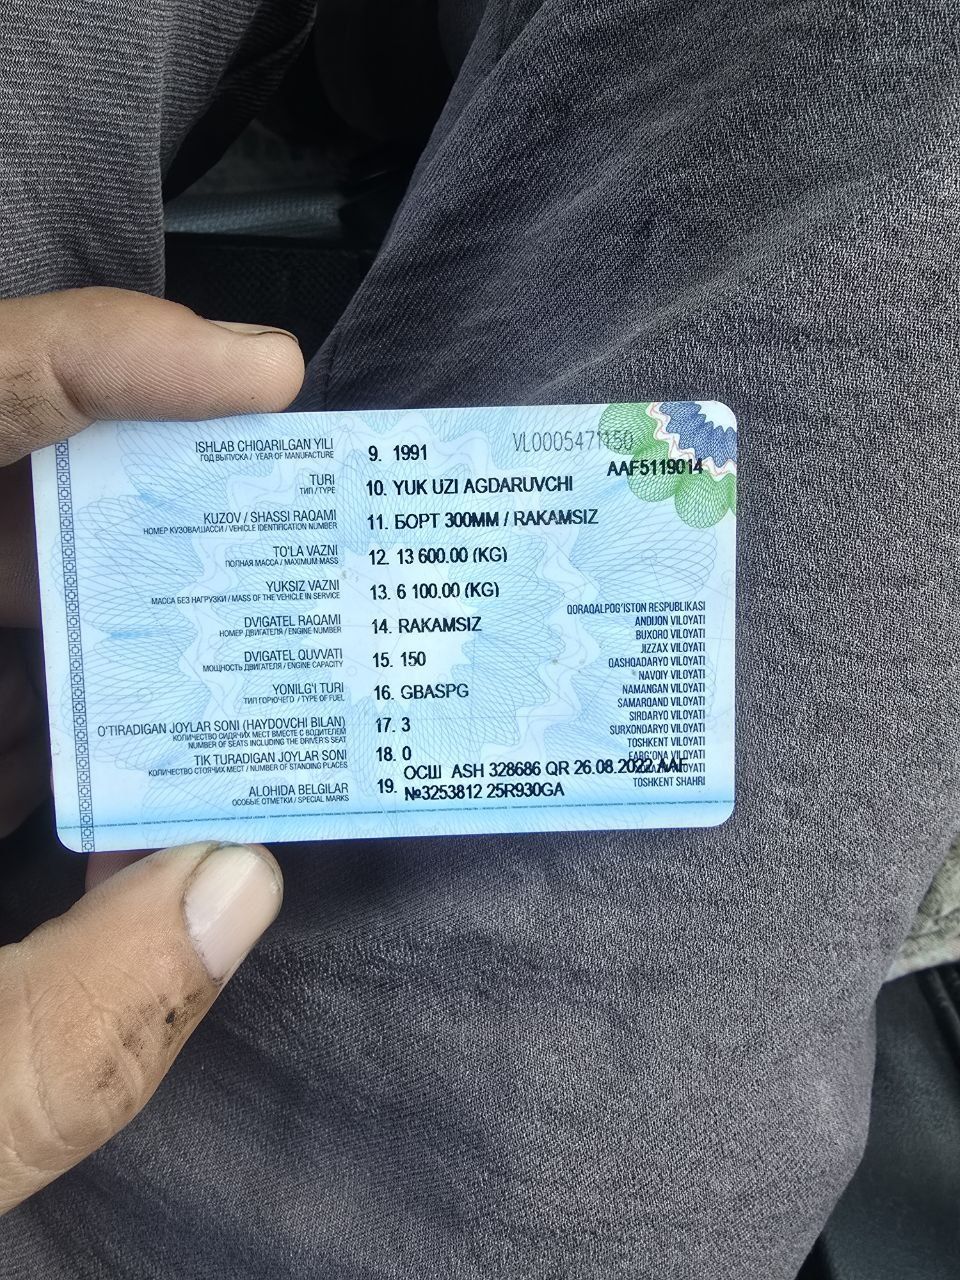 VL0005471150
AAF5119014
ISHLAB CHIQARILGAN YILI 9. 1991
ГОД ВЫПУСКА / YEAR OF MANUFACTURE
TURI 10. YUK UZI AGDARUVCHI
ТИП / TYPE
KUZOV / SHASSI RAQAMI 11. БОРТ 300MM / RAKAMSIZ
НОМЕР КУЗОВА/ШАССИ / VEHICLE IDENTIFICATION NUMBER
TO'LA VAZNI 12. 13 600.00 (KG)
ПОЛНАЯ МАССА / MAXIMUM MASS
YUKSIZ VAZNI 13. 6 100.00 (KG)
МАССА БЕЗ НАГРУЗКИ / MASS OF THE VEHICLE IN SERVICE
DVIGATEL RAQAMI 14. RAKAMSIZ
НОМЕР ДВИГАТЕЛЯ / ENGINE NUMBER
DVIGATEL QUVVATI 15. 150
МОЩНОСТЬ ДВИГАТЕЛЯ / ENGINE CAPACITY
YONILG'I TURI 16. GBASPG
ТИП ГОРЮЧЕГО / TYPE OF FUEL
O'TIRADIGAN JOYLAR SONI (HAYDOVCHI BILAN) 17. 3
КОЛИЧЕСТВО СИДЯЧИХ МЕСТ ВМЕСТЕ С ВОДИТЕЛЕМ
NUMBER OF SEATS INCLUDING THE DRIVER'S SEAT
TIK TURADIGAN JOYLAR SONI 18. 0
КОЛИЧЕСТВО СТОЯЧИХ МЕСТ / NUMBER OF STANDING PLACES
ALOHIDA BELGILAR 19. ОСШ ASH 328686 QR 26.08.2022 AAF
№3253812 25R930GA
ОСОБЫЕ ОТМЕТКИ / SPECIAL MARKS
QORAQALPOG'ISTON RESPUBLIKASI
ANDIJON VILOYATI
BUXORO VILOYATI
JIZZAX VILOYATI
QASHQADARYO VILOYATI
NAVOIY VILOYATI
NAMANGAN VILOYATI
SAMARQAND VILOYATI
SIRDARYO VILOYATI
SURXONDARYO VILOYATI
TOSHKENT VILOYATI
FARG'ONA VILOYATI
TOSHKENT SHAHRI